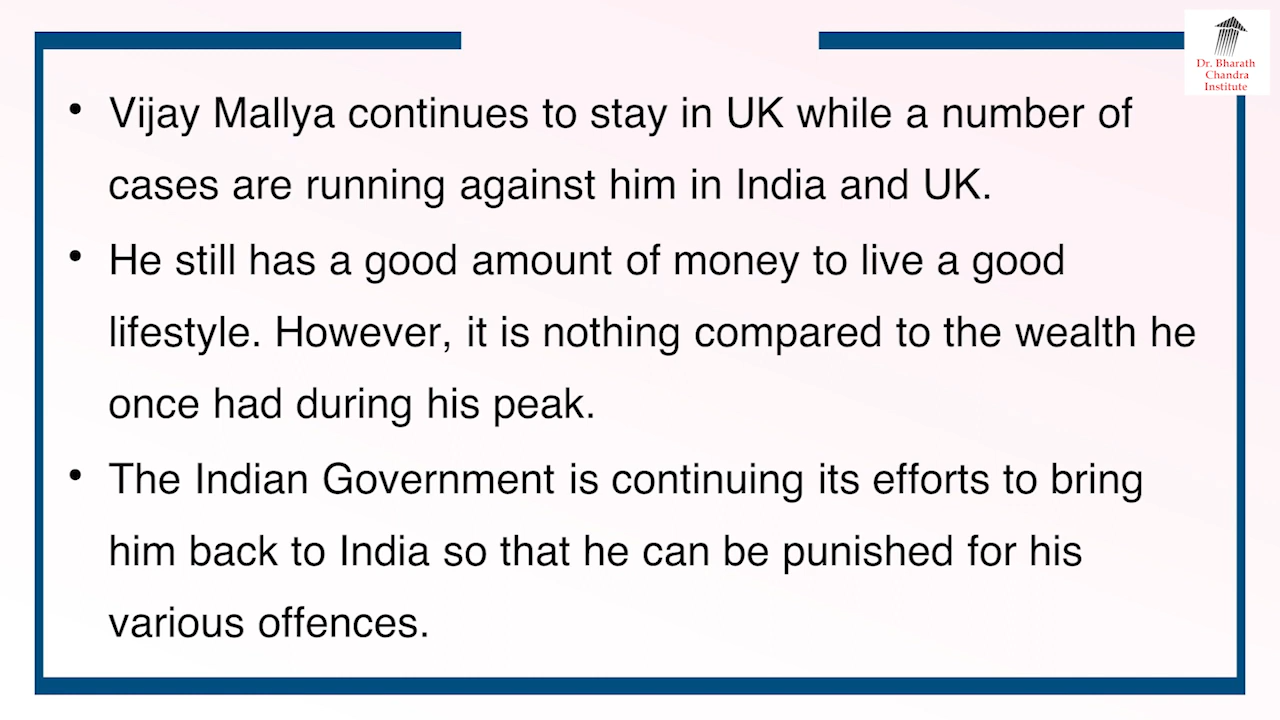 Dr. Bharath
Chandra
Institute
• Vijay Mallya continues to stay in UK while a number of
cases are running against him in India and UK.
• He still has a good amount of money to live a good
lifestyle. However, it is nothing compared to the wealth he
once had during his peak.
• The Indian Government is continuing its efforts to bring
him back to India so that he can be punished for his
various offences.